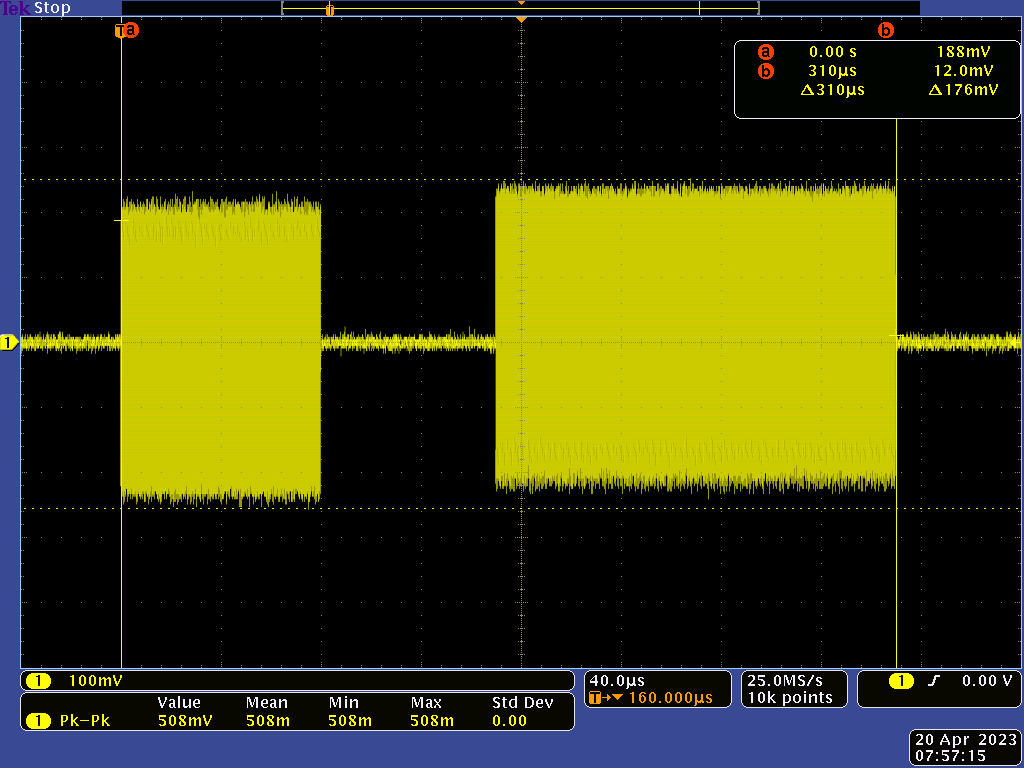 Tek Stop
T a b
a 0.00 s 188mV
b 310µs 12.0mV
Δ310µs Δ176mV
1
1 100mV
Value Mean Min Max Std Dev
1 Pk-Pk 508mV 508m 508m 508m 0.00
40.0µs
T→▼ 160.000µs
25.0MS/s
10k points
1 0.00 V
20 Apr 2023
07:57:15